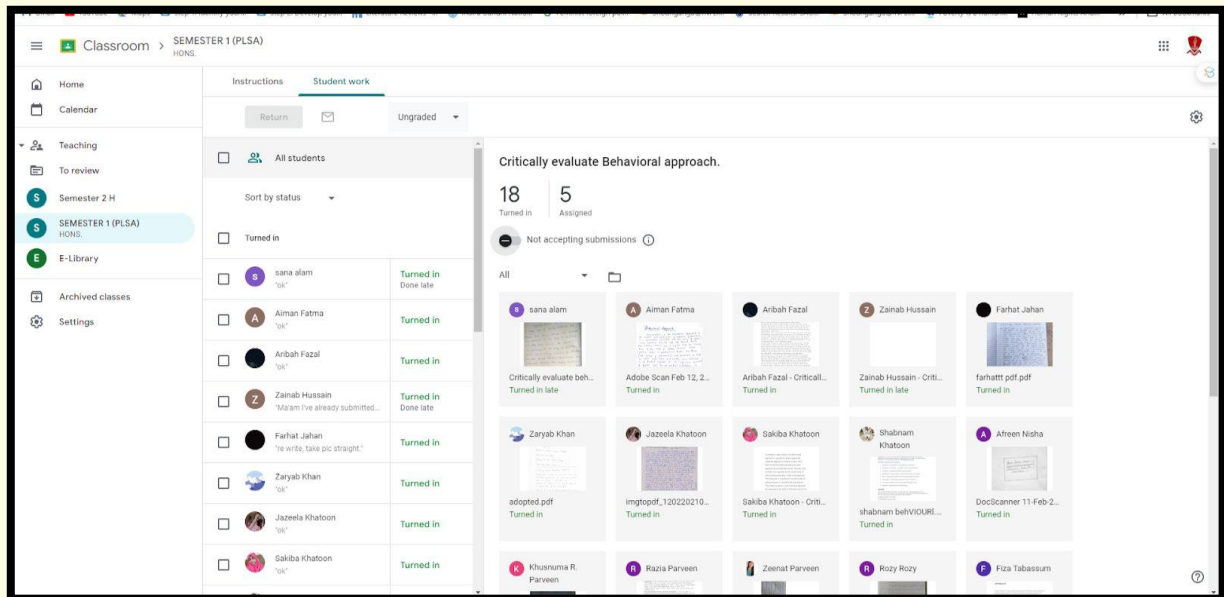 Classroom > SEMESTER 1 (PLSA)
HONS.
Home
Calendar
Teaching
To review
S Semester 2 H
S SEMESTER 1 (PLSA)
HONS.
E E-Library
Archived classes
Settings
Instructions Student work
Return Ungraded
All students
Sort by status
Turned in
S sana alam Turned in
"ok" Done late
A Aiman Fatma Turned in
"ok"
Aribah Fazal Turned in
"ok"
Z Zainab Hussain Turned in
"Ma'am I've already submitted... Done late
Farhat Jahan Turned in
"re write, take pic straight."
Zaryab Khan Turned in
"ok"
Jazeela Khatoon Turned in
"ok"
Sakiba Khatoon Turned in
"ok"
Critically evaluate Behavioral approach.
18 5
Turned in Assigned
Not accepting submissions
All
S sana alam A Aiman Fatma Aribah Fazal Z Zainab Hussain Farhat Jahan
Critically evaluate beh... Adobe Scan Feb 12, 2... Aribah Fazal - Criticall... Zainab Hussain - Criti... farhattt pdf.pdf
Turned in late Turned in Turned in Turned in late Turned in
Zaryab Khan Jazeela Khatoon Sakiba Khatoon Shabnam Khatoon A Afreen Nisha
adopted.pdf imgtopdf_120220210... Sakiba Khatoon - Criti... shabnam behVIOURI... DocScanner 11-Feb-2...
Turned in Turned in Turned in Turned in Turned in
K Khusnuma R. Parveen R Razia Parveen Zeenat Parveen R Rozy Rozy F Fiza Tabassum